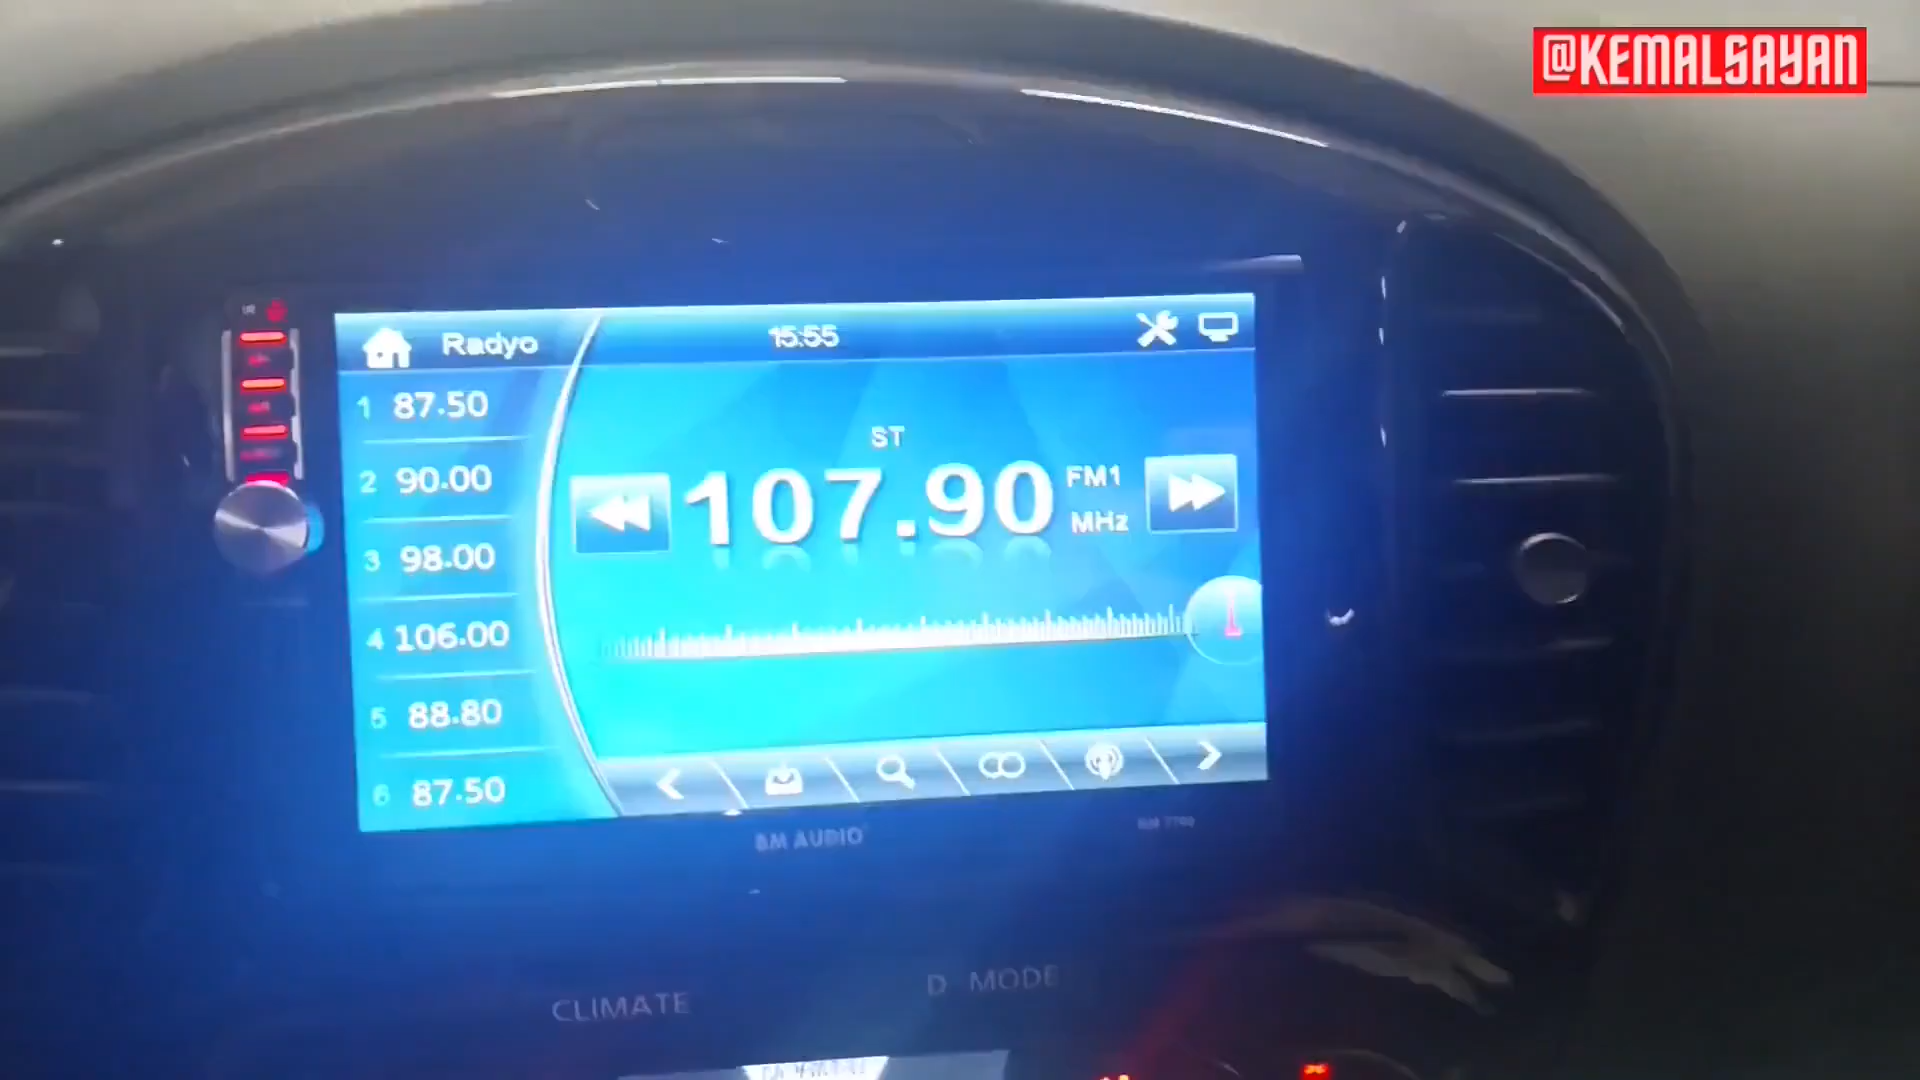 @KEMALSAYAN
Radyo
15:55
1 87.50
2 90.00
3 98.00
4 106.00
5 88.80
6 87.50
ST
107.90
FM1
MHz
BM AUDIO
CLIMATE
D MODE